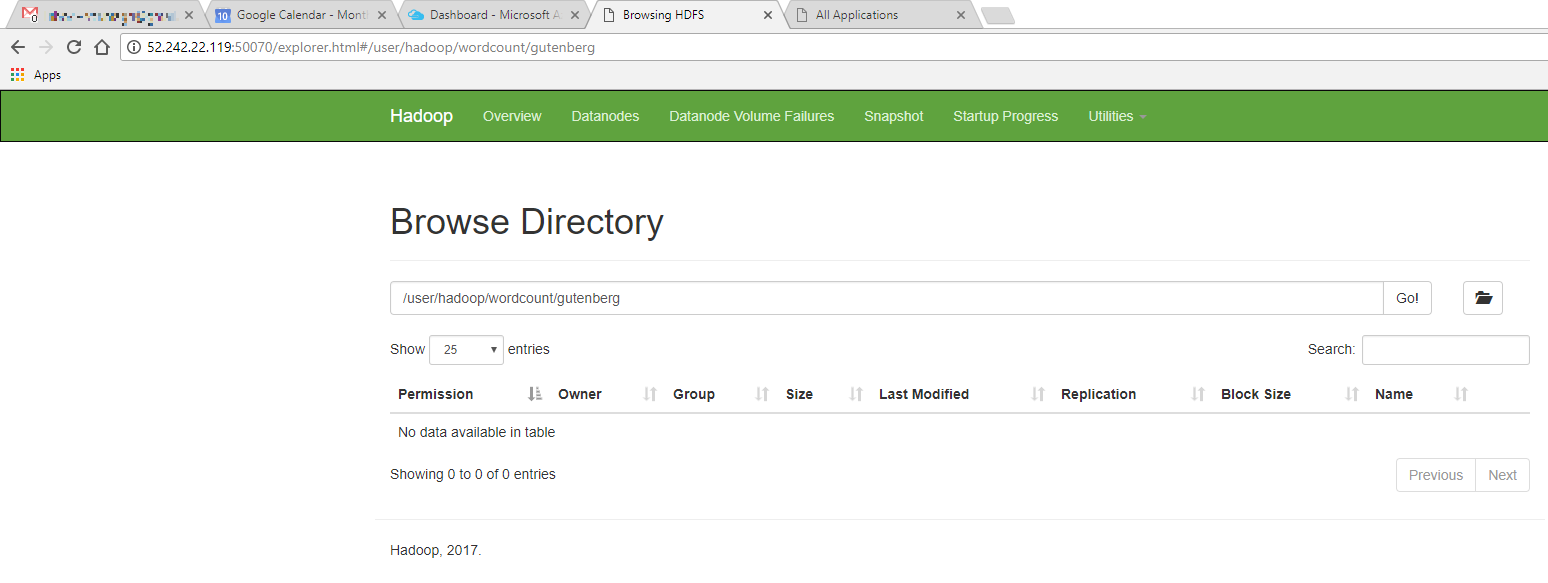 0 10 Google Calendar - Mont Dashboard - Microsoft A Browsing HDFS All Applications
52.242.22.119:50070/explorer.html#/user/hadoop/wordcount/gutenberg
Apps
Hadoop Overview Datanodes Datanode Volume Failures Snapshot Startup Progress Utilities
Browse Directory
/user/hadoop/wordcount/gutenberg Go!
Show 25 entries Search:
Permission Owner Group Size Last Modified Replication Block Size Name
No data available in table
Showing 0 to 0 of 0 entries Previous Next
Hadoop, 2017.